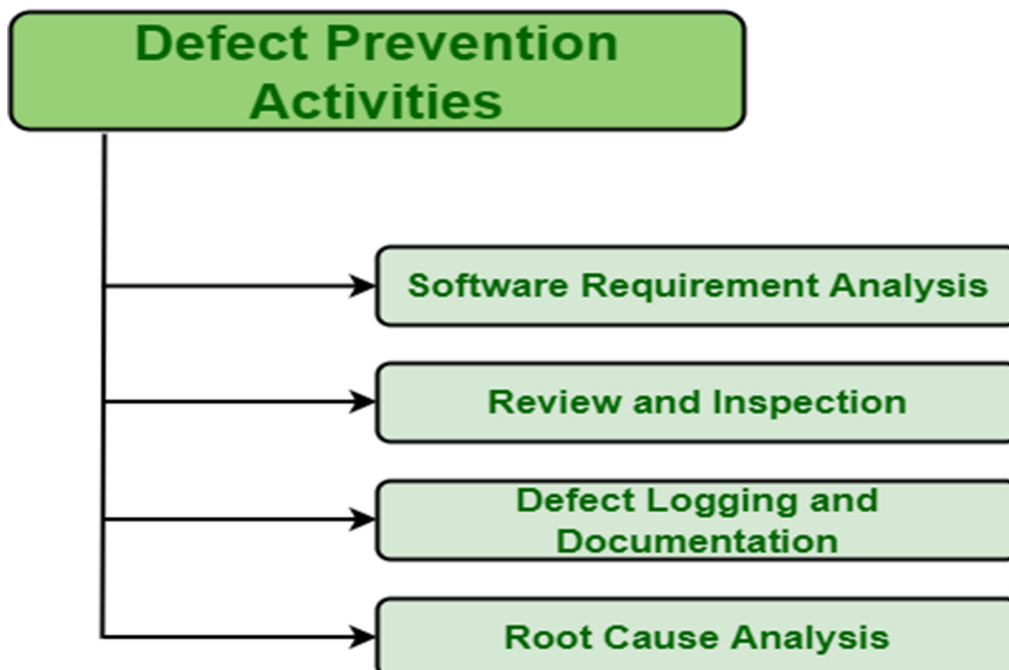 Defect Prevention
Activities
Software Requirement Analysis
Review and Inspection
Defect Logging and
Documentation
Root Cause Analysis